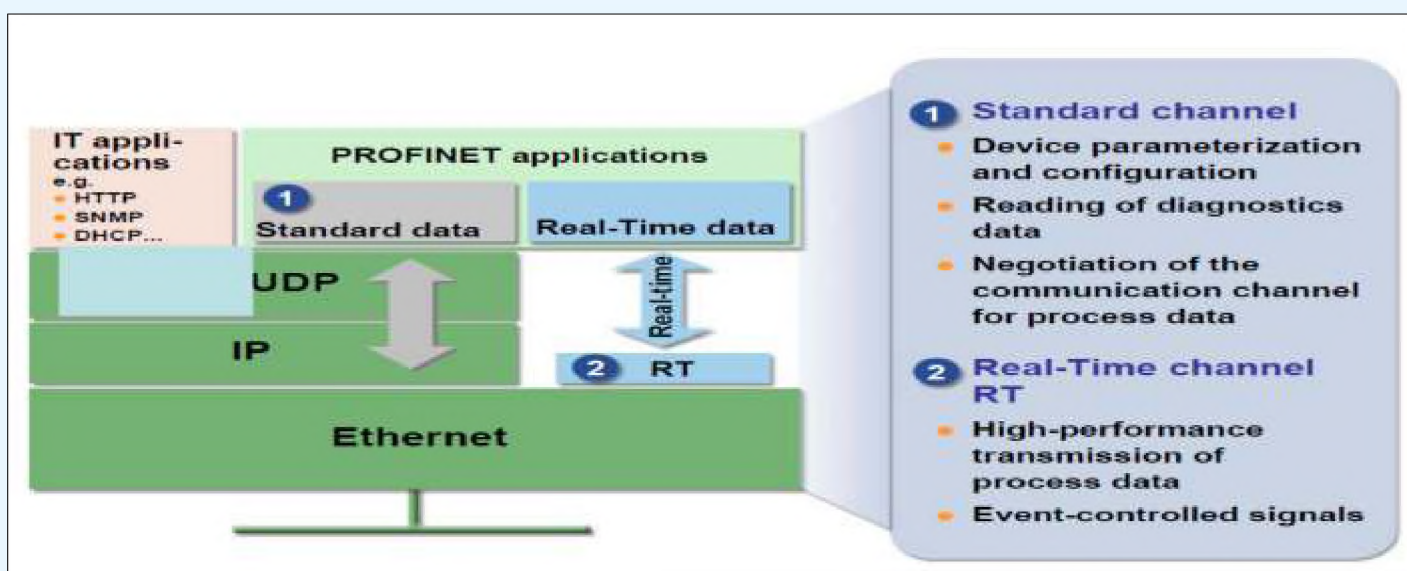 IT appli-
cations
e.g.
• HTTP
• SNMP
• DHCP...
PROFINET applications
1
Standard data
Real-Time data
UDP
IP
Real-time
2 RT
Ethernet
1 Standard channel
• Device parameterization
and configuration
• Reading of diagnostics
data
• Negotiation of the
communication channel
for process data
2 Real-Time channel
RT
• High-performance
transmission of
process data
• Event-controlled signals